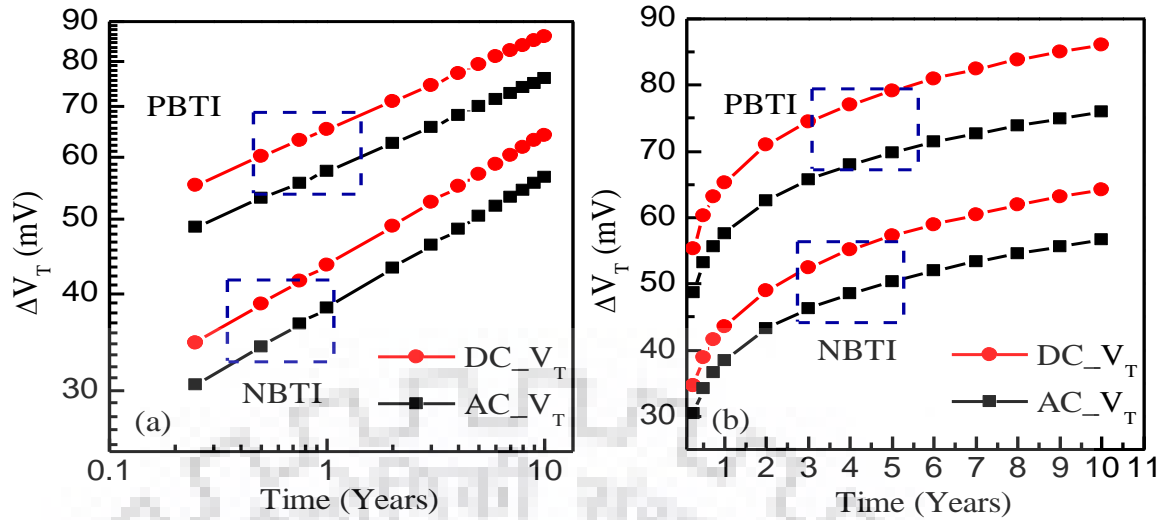 90
80
70
60
50
40
30
ΔV_T (mV)
PBTI
NBTI
DC_V_T
AC_V_T
(a)
0.1
1
10
Time (Years)
90
80
70
60
50
40
30
ΔV_T (mV)
PBTI
NBTI
DC_V_T
AC_V_T
(b)
1 2 3 4 5 6 7 8 9 10 11
Time (Years)